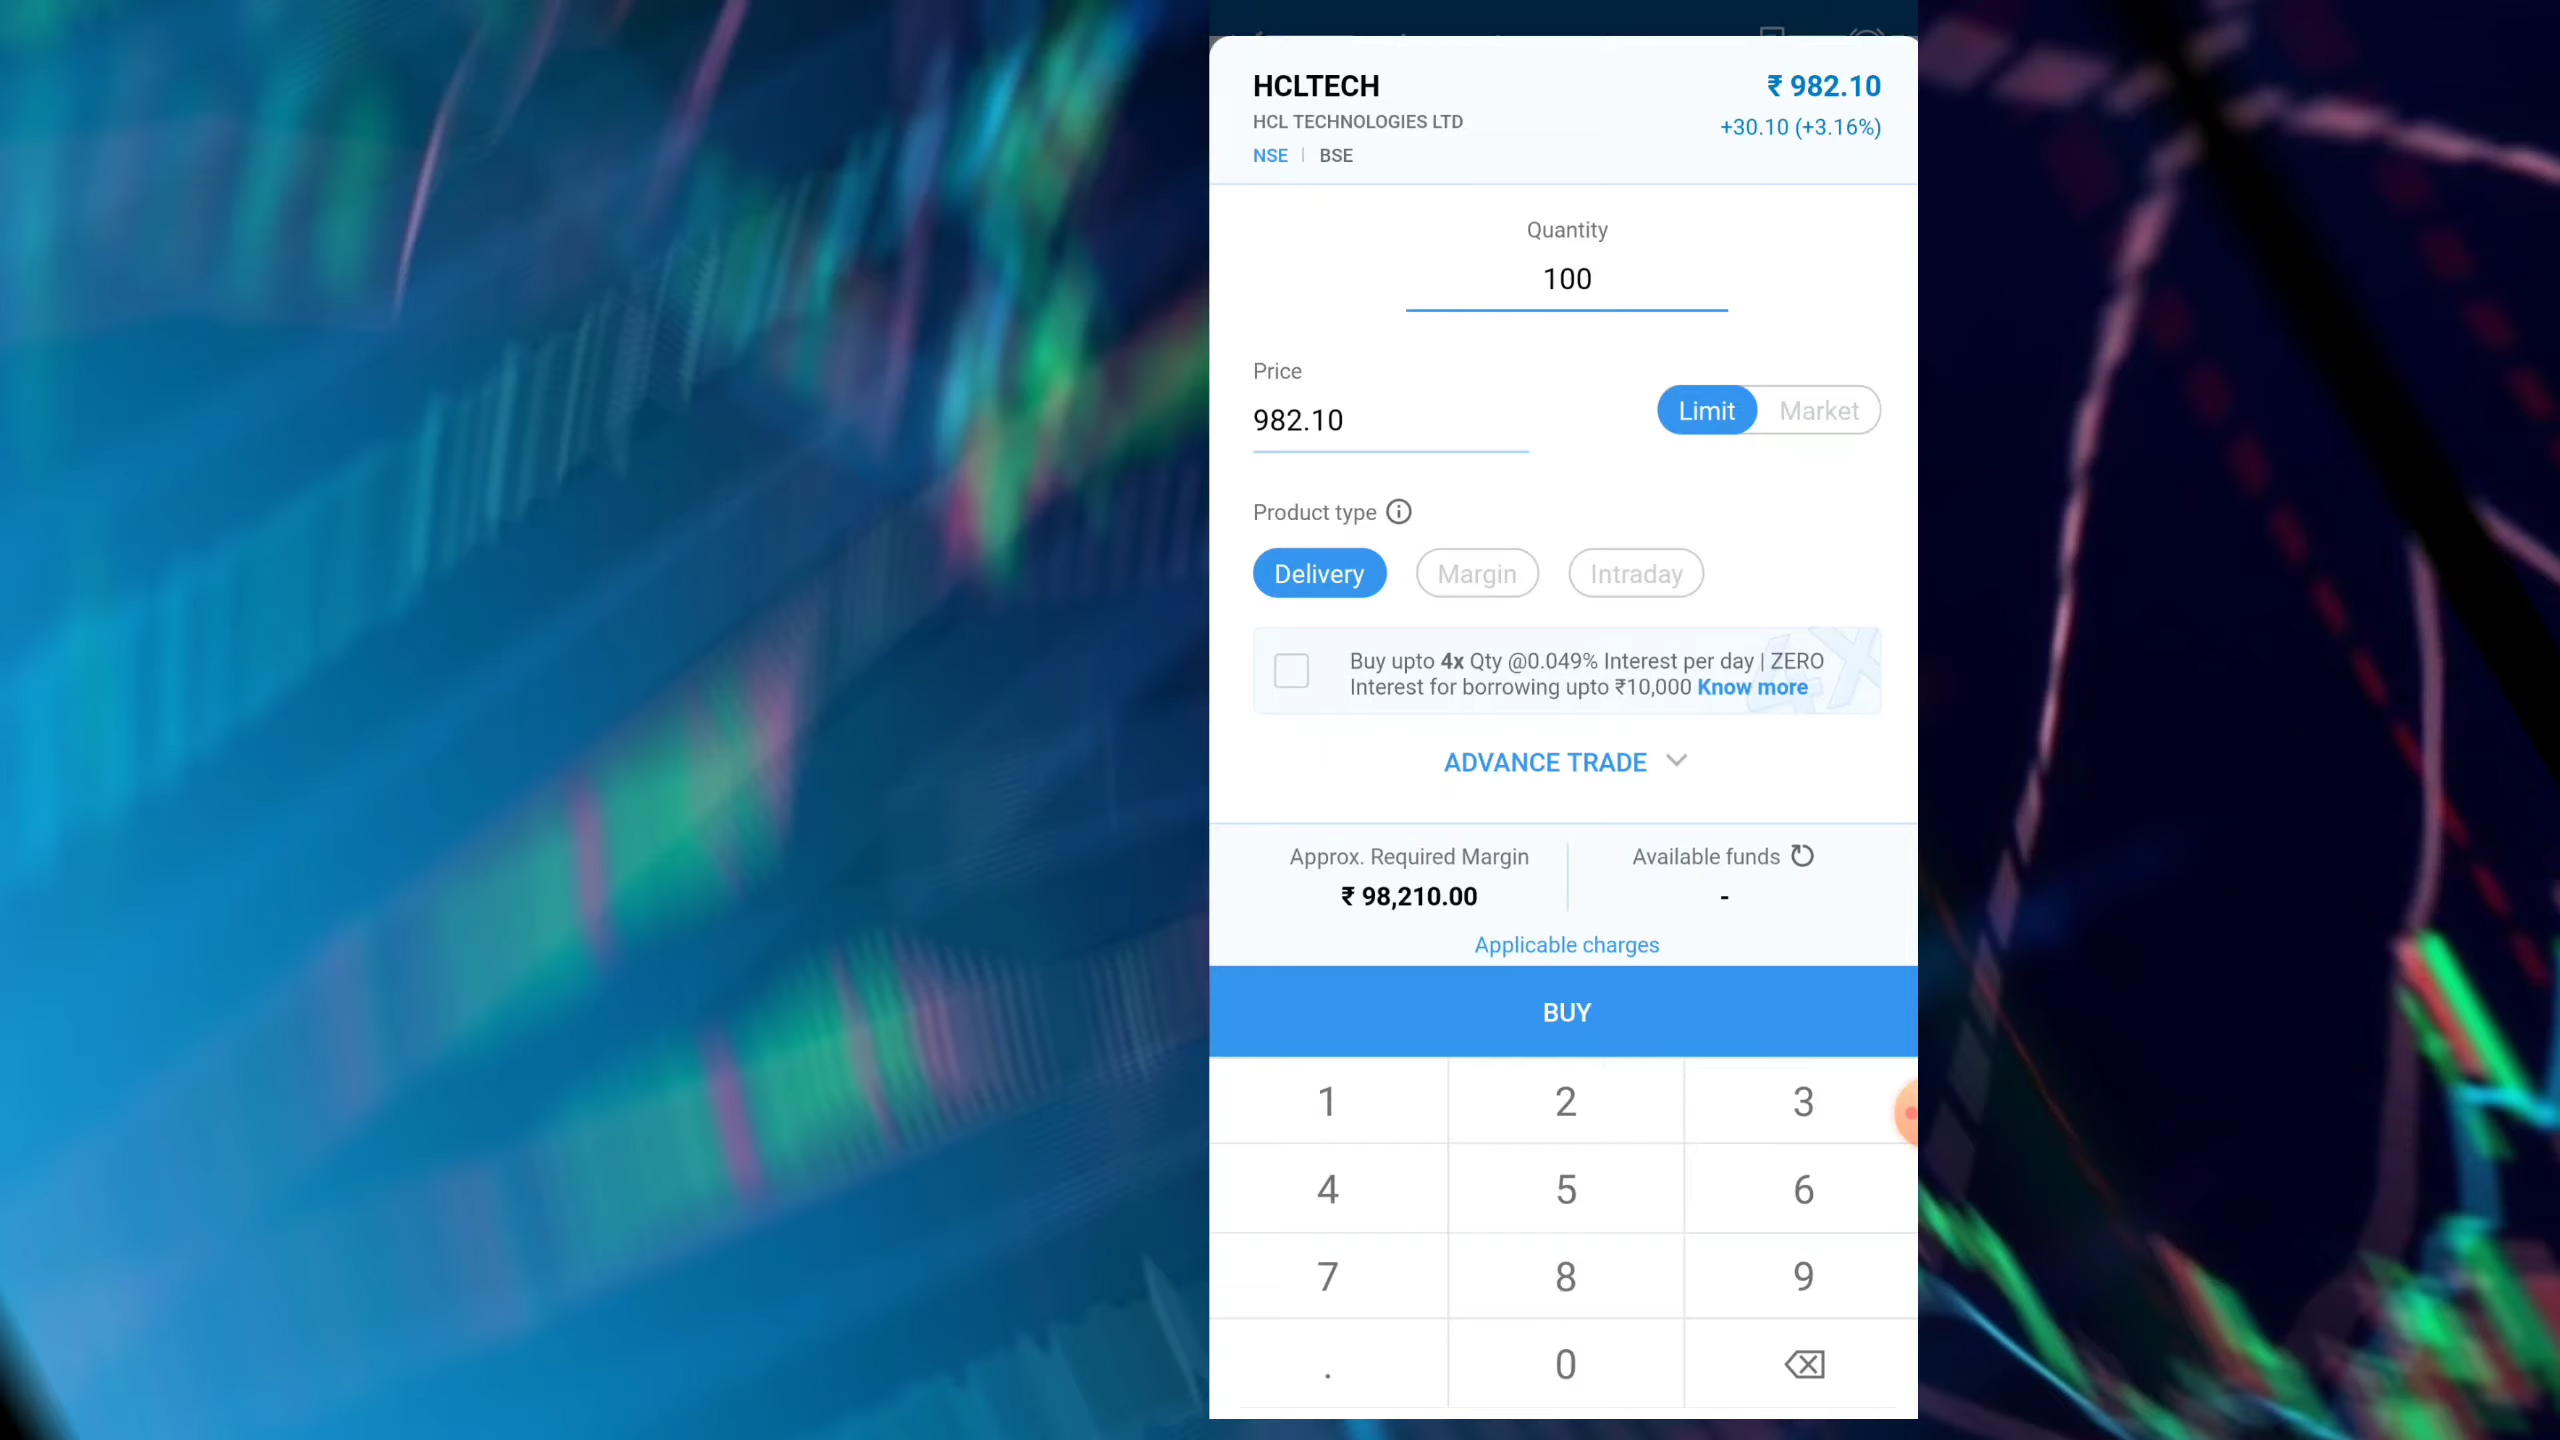 HCLTECH
₹ 982.10
HCL TECHNOLOGIES LTD
+30.10 (+3.16%)
NSE | BSE
Quantity
100
Price
982.10
Limit
Market
Product type
Delivery
Margin
Intraday
Buy upto 4x Qty @0.049% Interest per day | ZERO
Interest for borrowing upto ₹10,000 Know more
4X
ADVANCE TRADE
Approx. Required Margin
₹ 98,210.00
Available funds
-
Applicable charges
BUY
1 2 3
4 5 6
7 8 9
. 0